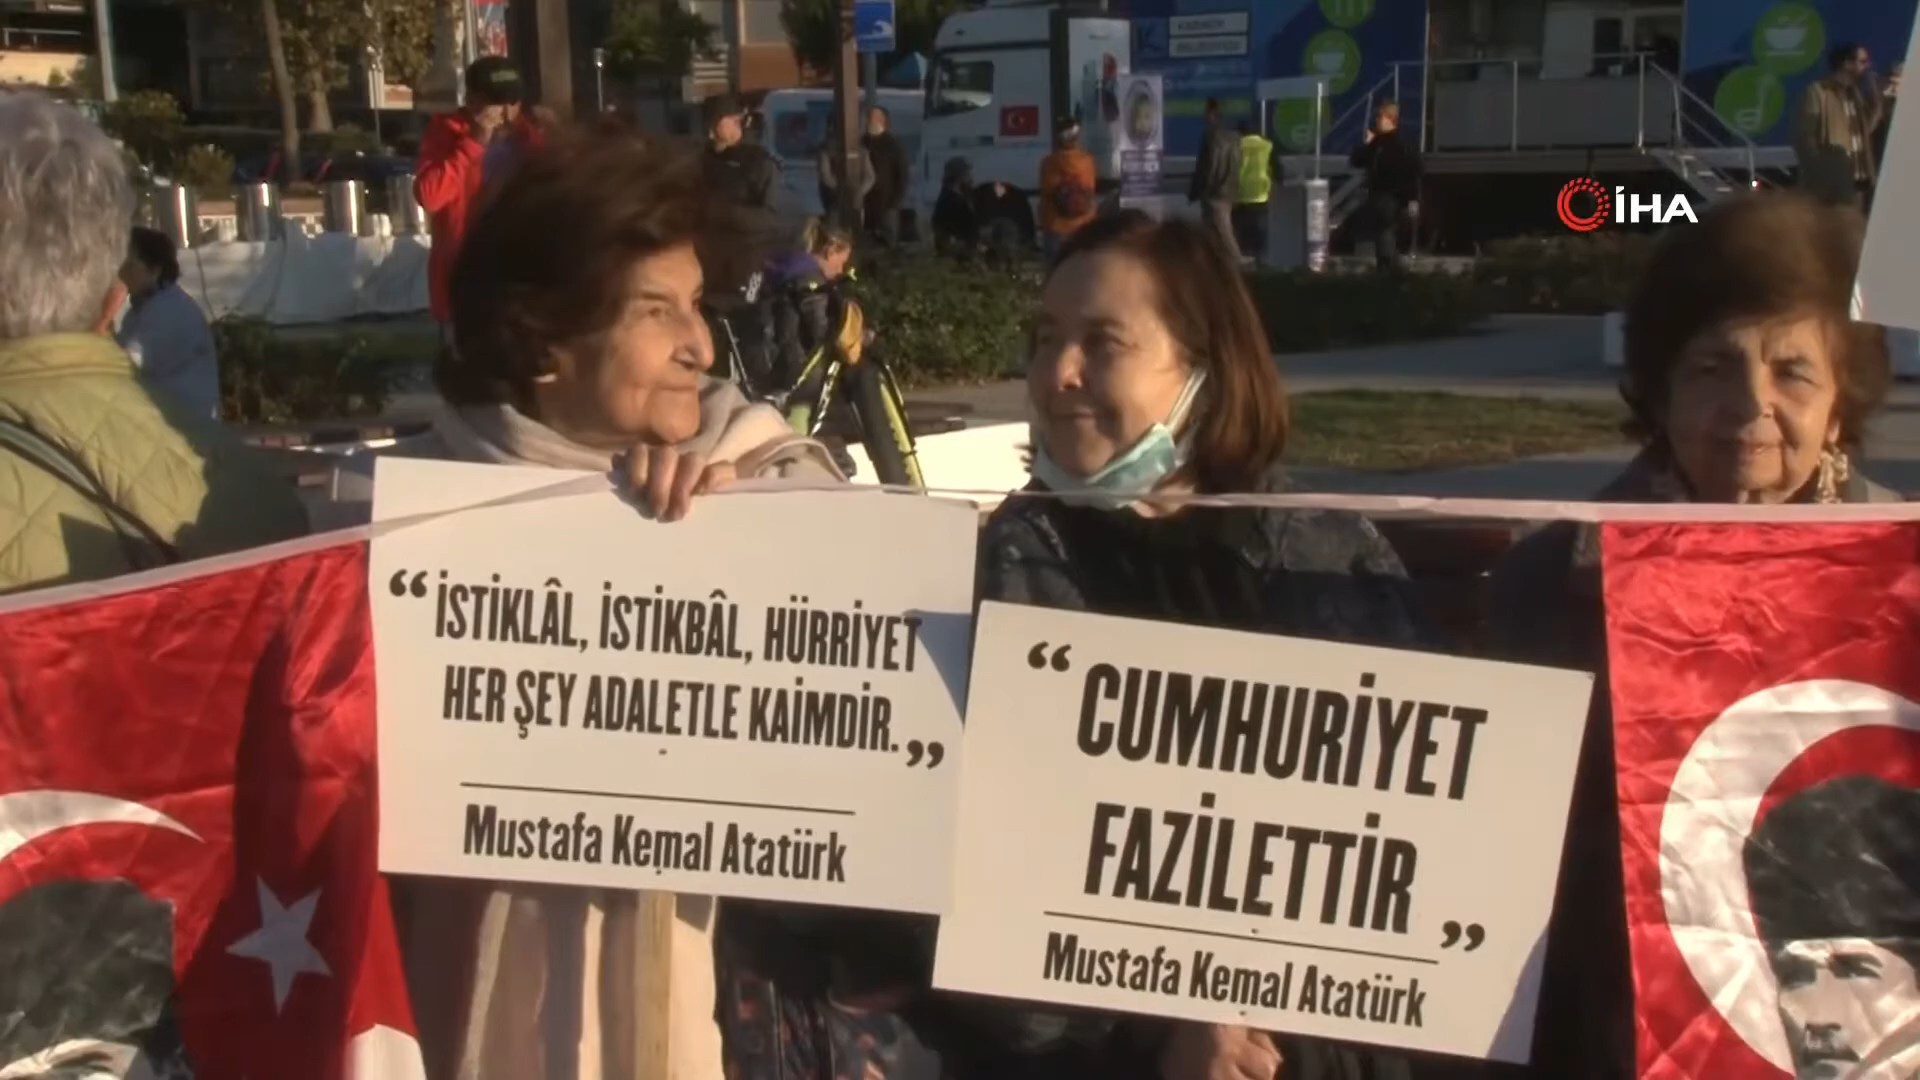 İHA
“İSTİKLÂL, İSTİKBÂL, HÜRRİYET
HER ŞEY ADALETLE KAİMDİR.”
Mustafa Kemal Atatürk
“CUMHURİYET
FAZİLETTİR”
Mustafa Kemal Atatürk